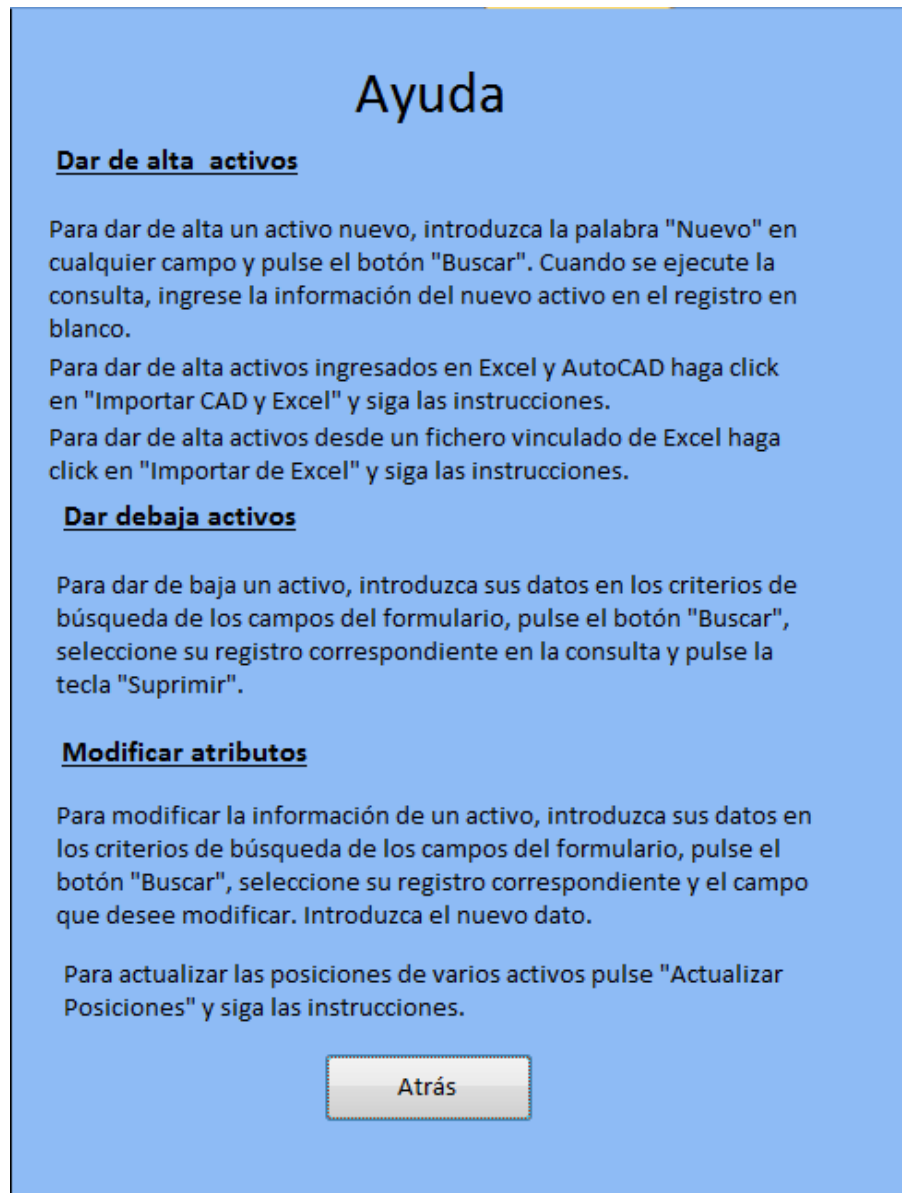 Ayuda
Dar de alta  activos
Para dar de alta un activo nuevo, introduzca la palabra "Nuevo" en
cualquier campo y pulse el botón "Buscar". Cuando se ejecute la
consulta, ingrese la información del nuevo activo en el registro en
blanco.
Para dar de alta activos ingresados en Excel y AutoCAD haga click
en "Importar CAD y Excel" y siga las instrucciones.
Para dar de alta activos desde un fichero vinculado de Excel haga
click en "Importar de Excel" y siga las instrucciones.
Dar debaja activos
Para dar de baja un activo, introduzca sus datos en los criterios de
búsqueda de los campos del formulario, pulse el botón "Buscar",
seleccione su registro correspondiente en la consulta y pulse la
tecla "Suprimir".
Modificar atributos
Para modificar la información de un activo, introduzca sus datos en
los criterios de búsqueda de los campos del formulario, pulse el
botón "Buscar", seleccione su registro correspondiente y el campo
que desee modificar. Introduzca el nuevo dato.
Para actualizar las posiciones de varios activos pulse "Actualizar
Posiciones" y siga las instrucciones.
Atrás